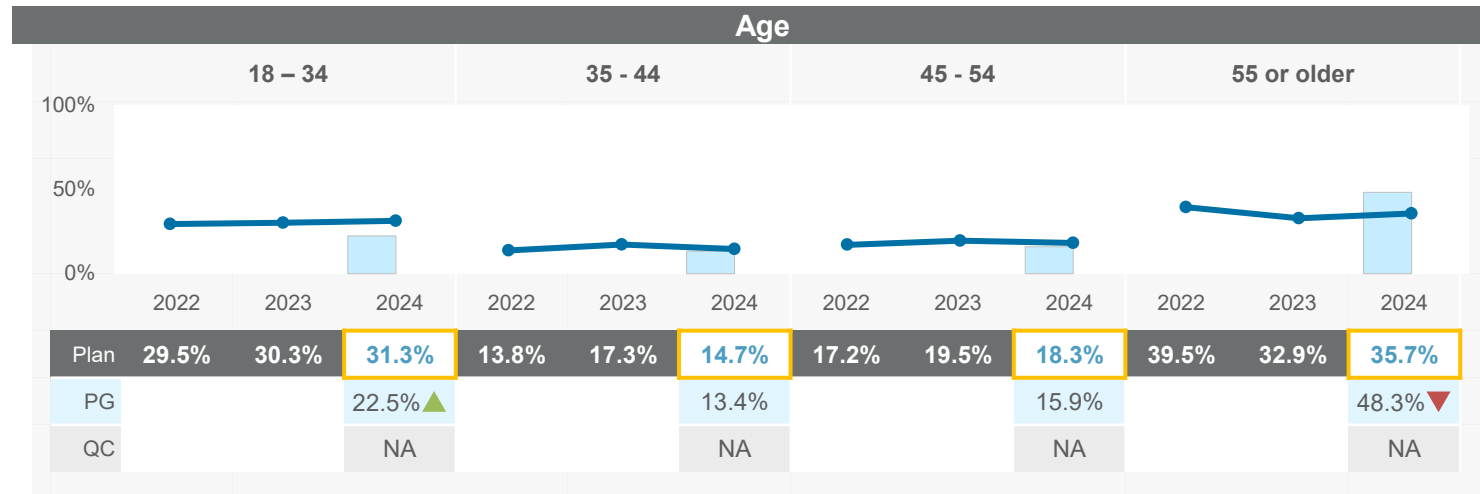 Age
18 – 34 35 - 44 45 - 54 55 or older
100%
50%
0%
2022 2023 2024 2022 2023 2024 2022 2023 2024 2022 2023 2024
Plan 29.5% 30.3% 31.3% 13.8% 17.3% 14.7% 17.2% 19.5% 18.3% 39.5% 32.9% 35.7%
PG 22.5% 13.4% 15.9% 48.3%
QC NA NA NA NA